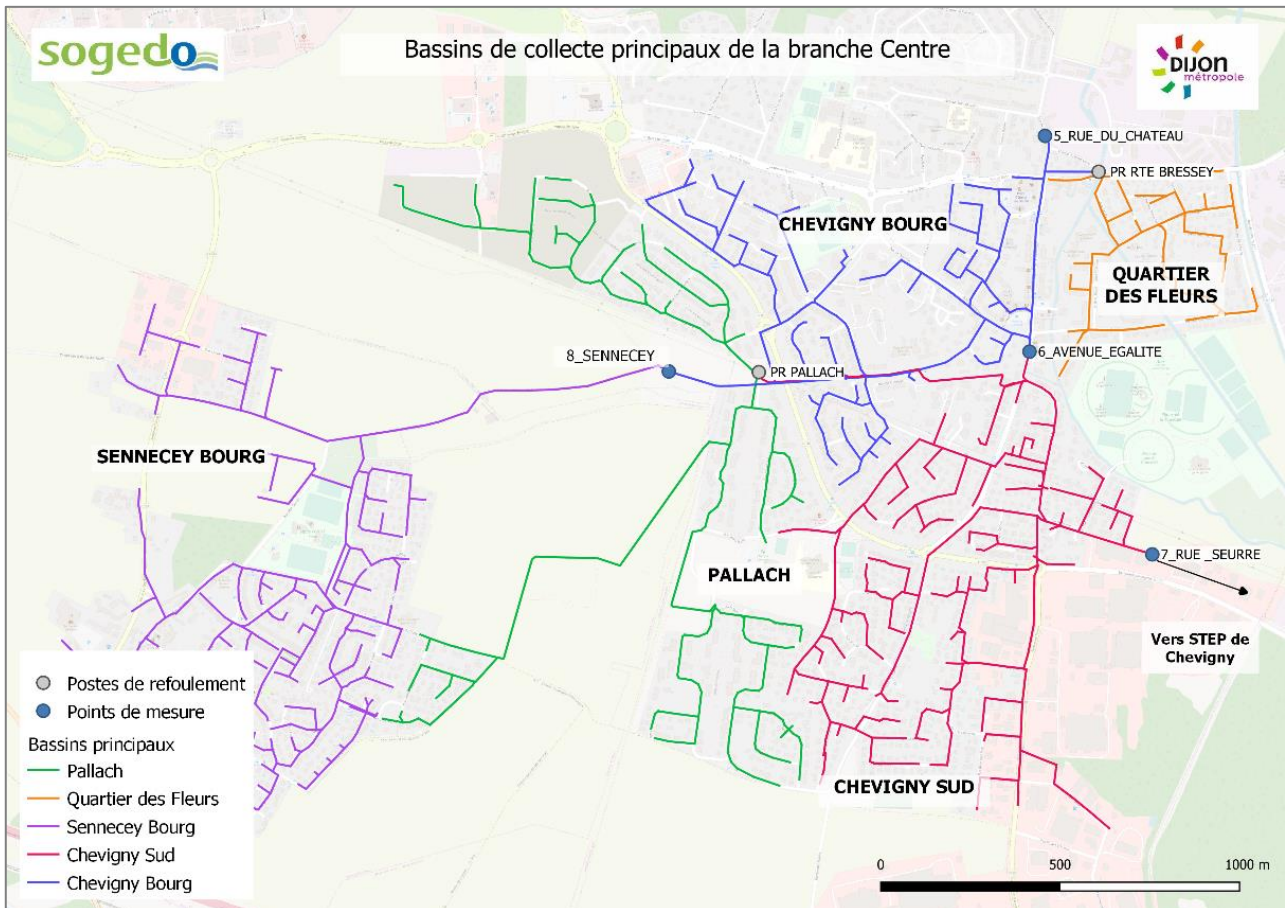 sogedo
Bassins de collecte principaux de la branche Centre
DIJON
métropole
5_RUE_DU_CHATEAU
PR RTE BRESSEY
CHEVIGNY BOURG
QUARTIER
DES FLEURS
8_SENNECEY
PR PALLACH
6_AVENUE_EGALITE
SENNECEY BOURG
7_RUE_SEURRE
PALLACH
Vers STEP de
Chevigny
CHEVIGNY SUD
Postes de refoulement
Points de mesure
Bassins principaux
Pallach
Quartier des Fleurs
Sennecey Bourg
Chevigny Sud
Chevigny Bourg
0 500 1000 m